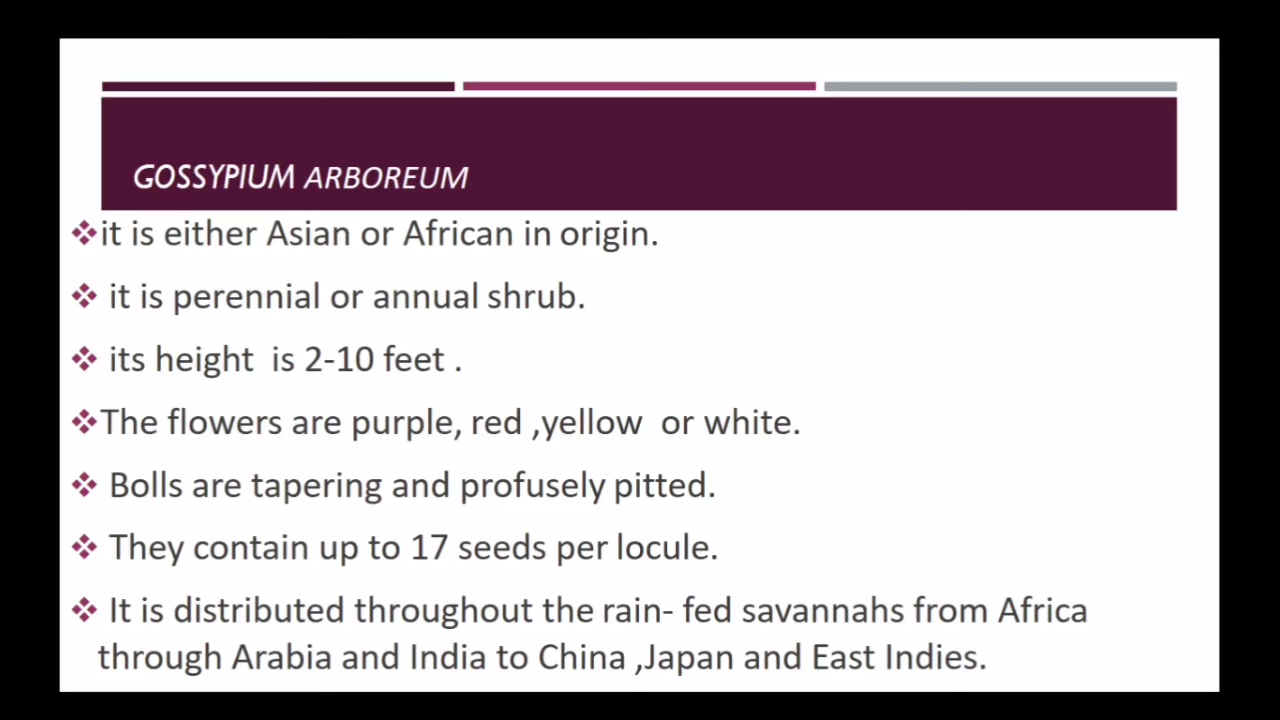 GOSSYPIUM ARBOREUM
❖it is either Asian or African in origin.
❖ it is perennial or annual shrub.
❖ its height  is 2-10 feet .
❖The flowers are purple, red ,yellow  or white.
❖ Bolls are tapering and profusely pitted.
❖ They contain up to 17 seeds per locule.
❖ It is distributed throughout the rain- fed savannahs from Africa
through Arabia and India to China ,Japan and East Indies.